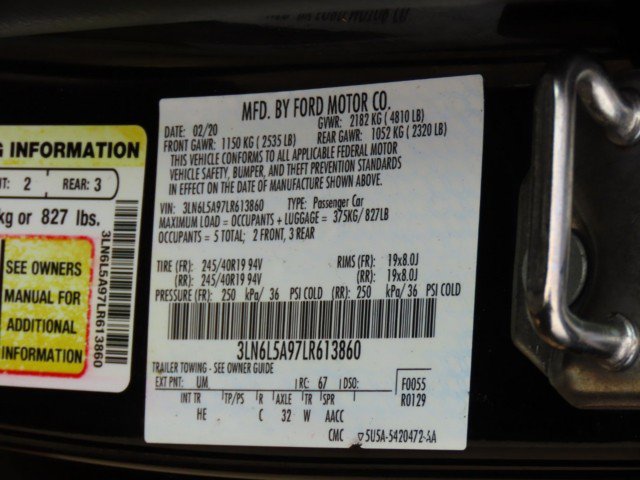 MFD. BY FORD MOTOR CO.
02/20 GVWR: 2182 KG ( 4810 LB)
FRONT GAWR: 1150 KG ( 2535 LB) REAR GAWR: 1052 KG ( 2320 LB)
THIS VEHICLE CONFORMS TO ALL APPLICABLE FEDERAL MOTOR
VEHICLE SAFETY, BUMPER, AND THEFT PREVENTION STANDARDS
IN EFFECT ON THE DATE OF MANUFACTURE SHOWN ABOVE.
VIN: 3LN6L5A97LR613860 TYPE: Passenger Car
MAXIMUM LOAD = OCCUPANTS + LUGGAGE = 375KG/827LB
OCCUPANTS = 5 TOTAL; 2 FRONT, 3 REAR
TIRE (FR): 245/40R19 94V RIMS (FR): 19x8.0J
(RR): 245/40R19 94V (RR): 19x8.0J
PRESSURE (FR): 250 kPa/ 36 PSI COLD (RR): 250 kPa/ 36 PSI COLD
3LN6L5A97LR613860
TRAILER TOWING - SEE OWNER GUIDE
EXT PNT: UM RC: 67 DSO: F0055
INT TR TP/PS R AXLE TR SPR R0129
HE C 32 W AACC
CMC 5U5A-5420472-AA
INFORMATION
2 REAR: 3
kg or 827 lbs.
SEE OWNERS
MANUAL FOR
ADDITIONAL
INFORMATION
3LN6L5A97LR613860